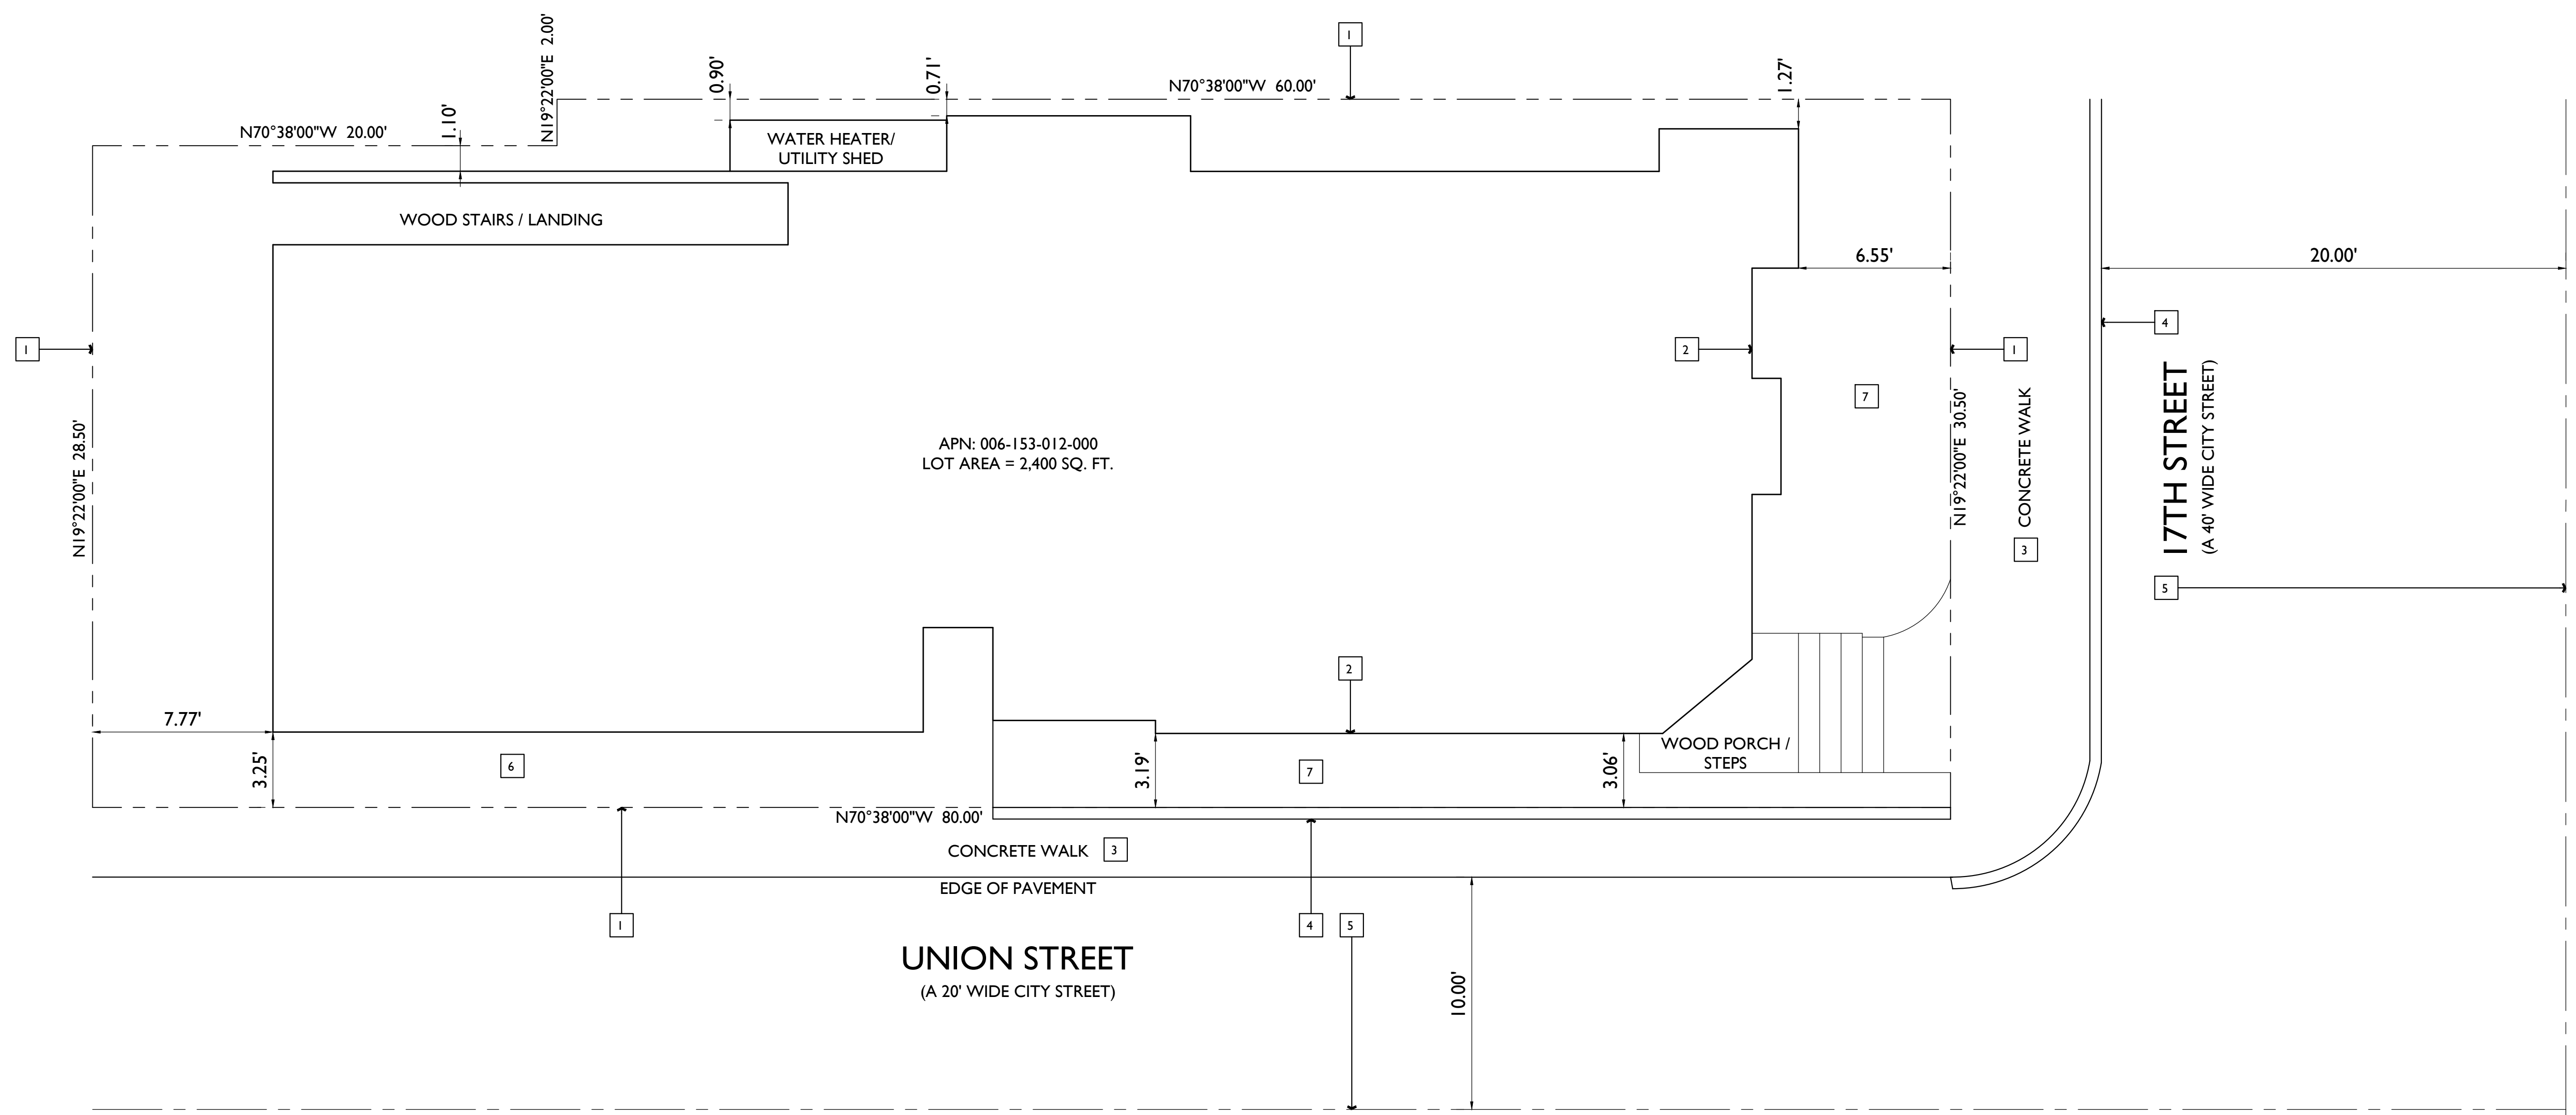 1
N19°22'00"E 2.00'
0.90'
0.71'
1.27'
N70°38'00"W 60.00'
N70°38'00"W 20.00'
1.10'
WATER HEATER/
UTILITY SHED
WOOD STAIRS / LANDING
6.55'
20.00'
4
1
2
1
7
17TH STREET
(A 40' WIDE CITY STREET)
CONCRETE WALK
3
N19°22'00"E 30.50'
N19°22'00"E 28.50'
APN: 006-153-012-000
LOT AREA = 2,400 SQ. FT.
5
2
7.77'
3.25'
6
3.19'
7
3.06'
WOOD PORCH /
STEPS
N70°38'00"W 80.00'
CONCRETE WALK 3
EDGE OF PAVEMENT
1
4
5
UNION STREET
(A 20' WIDE CITY STREET)
10.00'